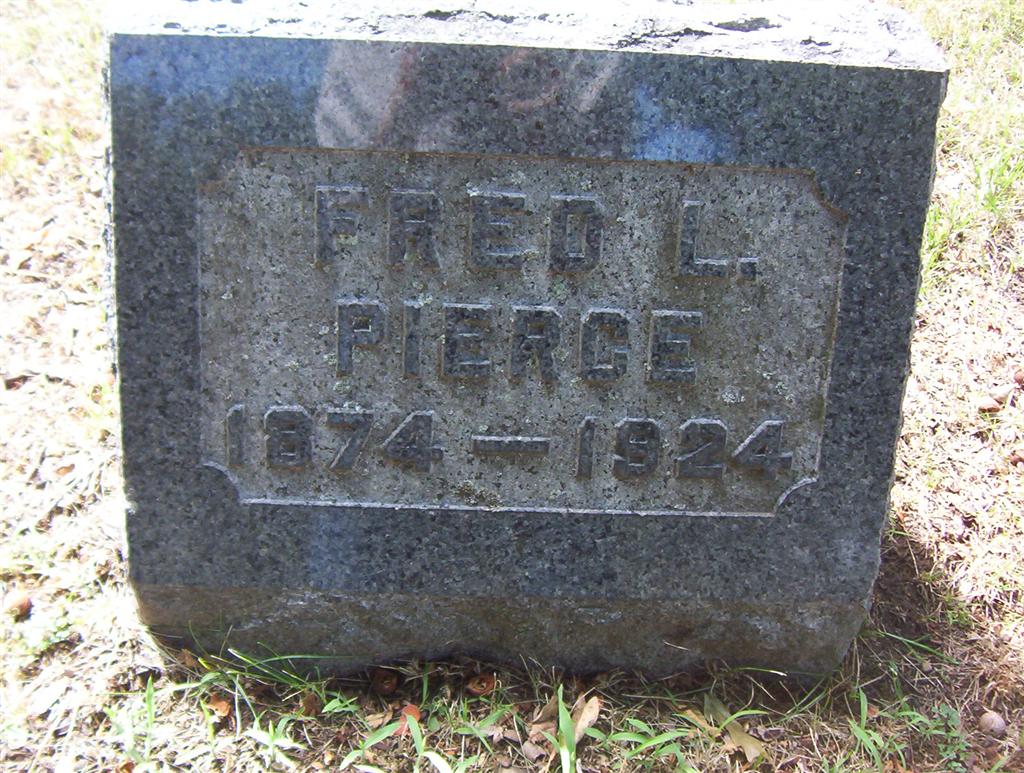 FRED L.
PIERCE
1874 — 1924